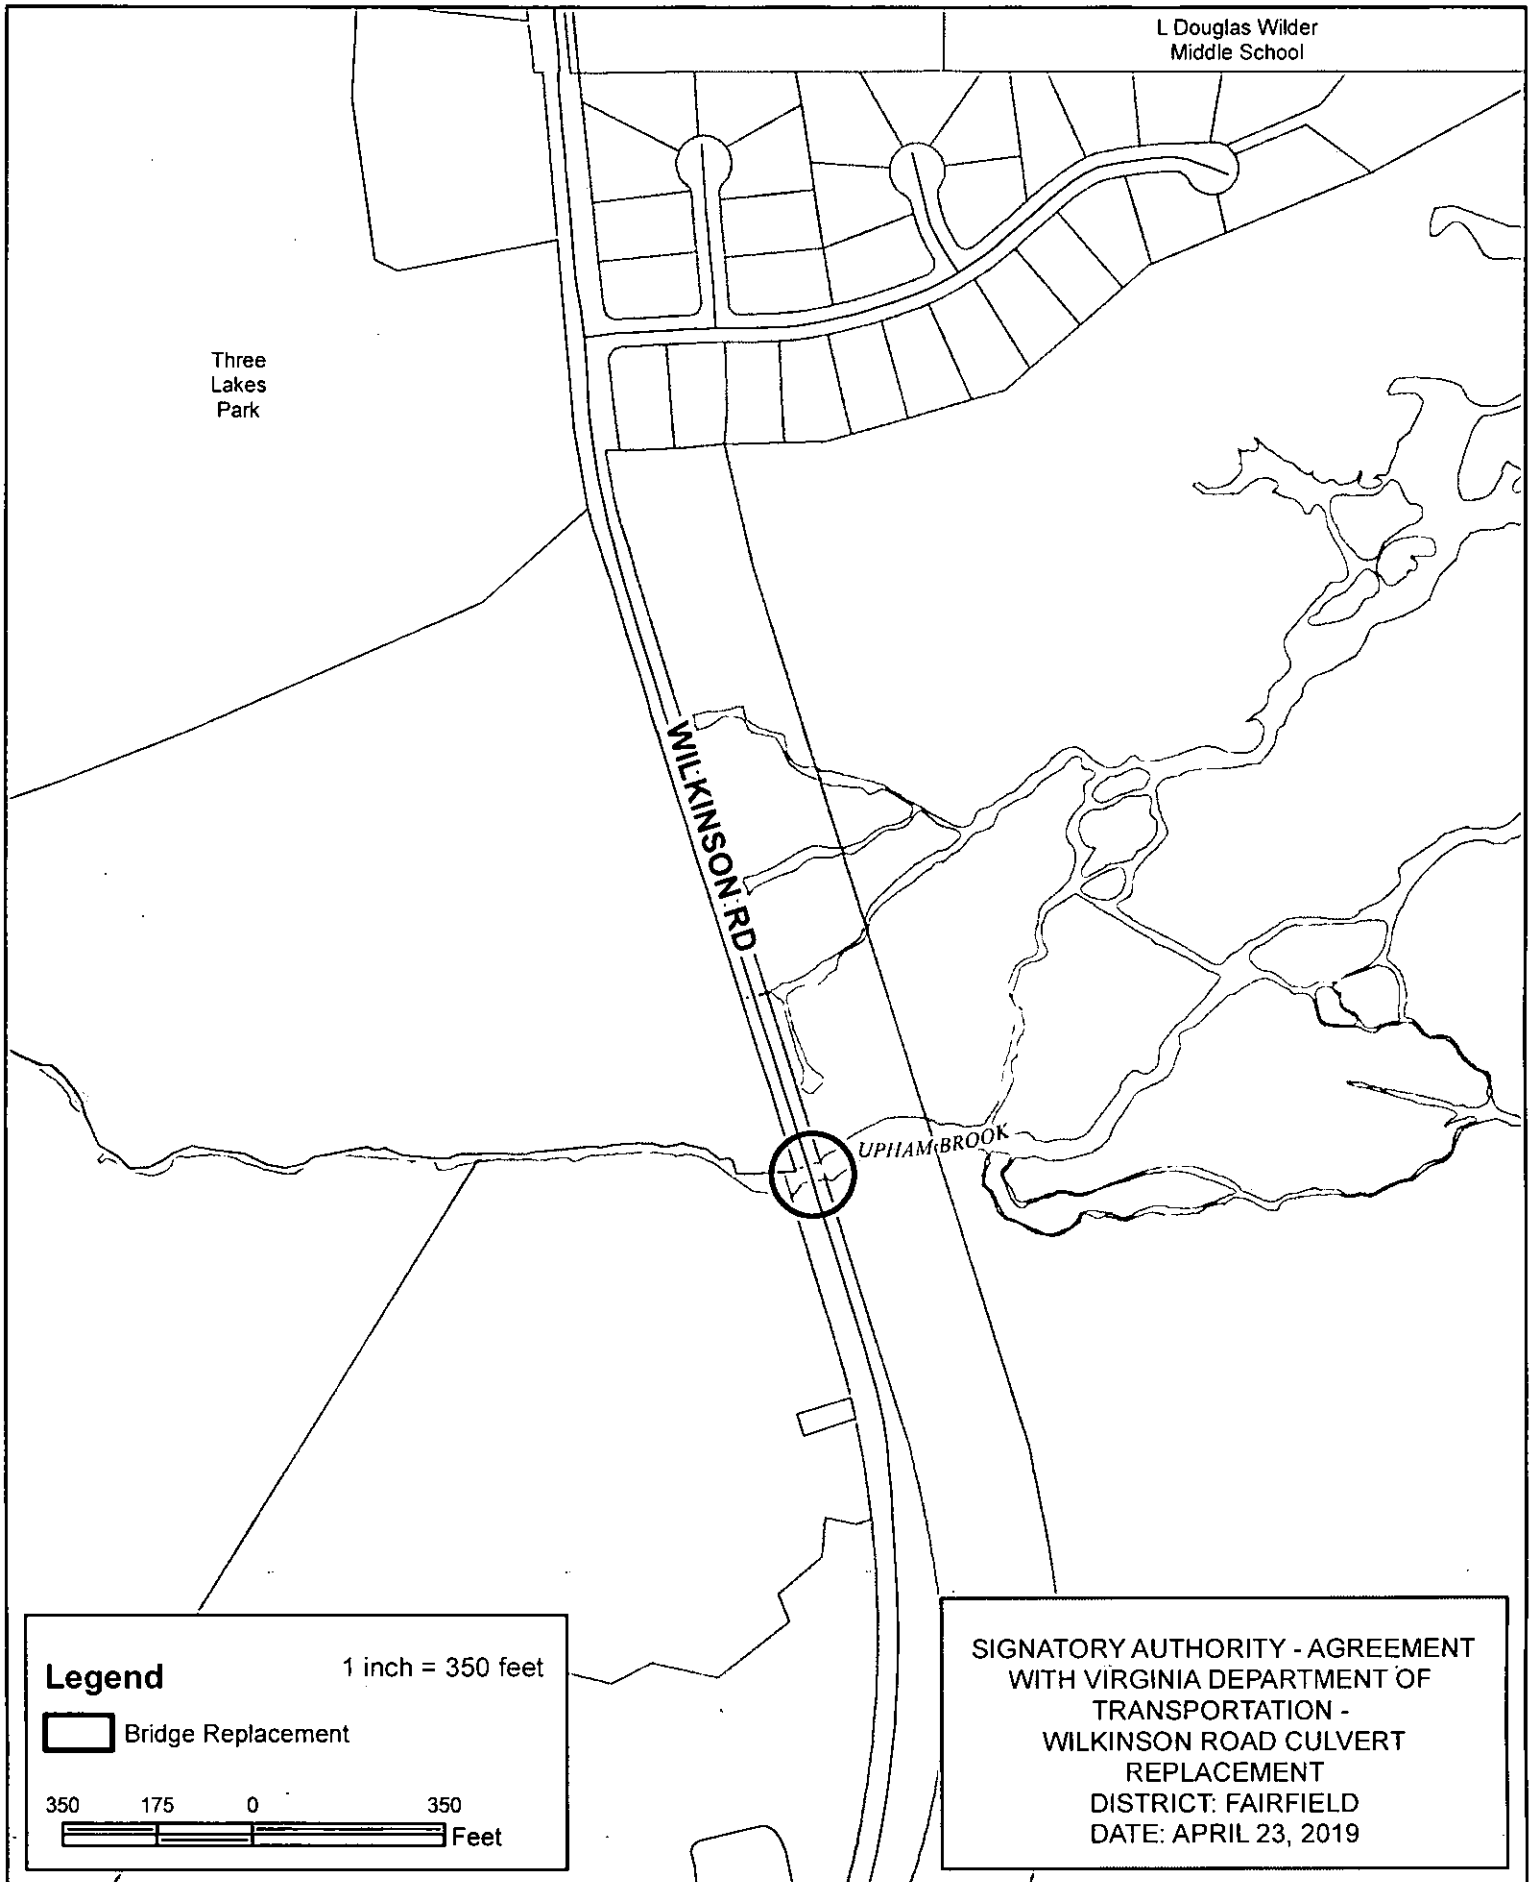 L Douglas Wilder
Middle School
Three
Lakes
Park
WILKINSON RD
UPHAM BROOK
Legend
1 inch = 350 feet
Bridge Replacement
350 175 0 350
Feet
SIGNATORY AUTHORITY - AGREEMENT
WITH VIRGINIA DEPARTMENT OF
TRANSPORTATION -
WILKINSON ROAD CULVERT
REPLACEMENT
DISTRICT: FAIRFIELD
DATE: APRIL 23, 2019